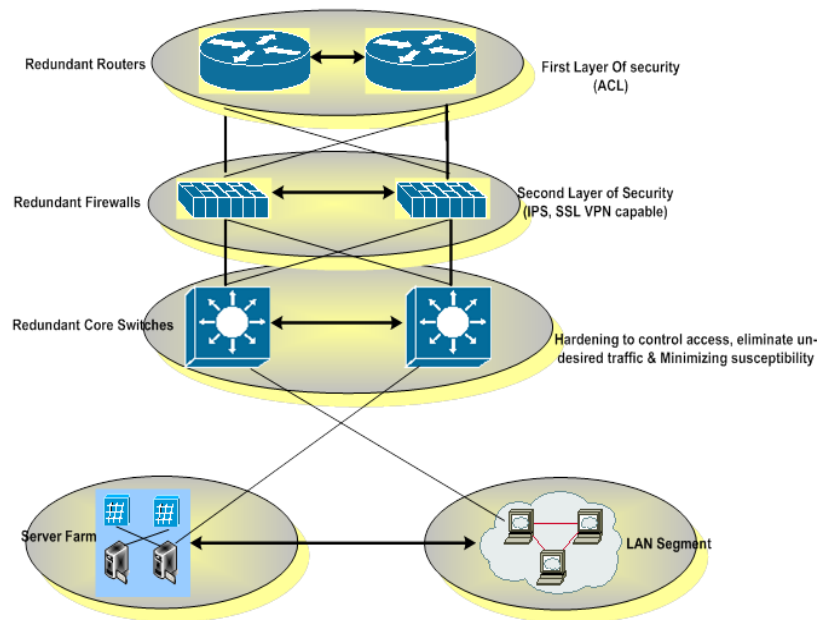 Redundant Routers
First Layer Of security
(ACL)
Redundant Firewalls
Second Layer of Security
(IPS, SSL VPN capable)
Redundant Core Switches
Hardening to control access, eliminate un-
desired traffic & Minimizing susceptibility
Server Farm
LAN Segment